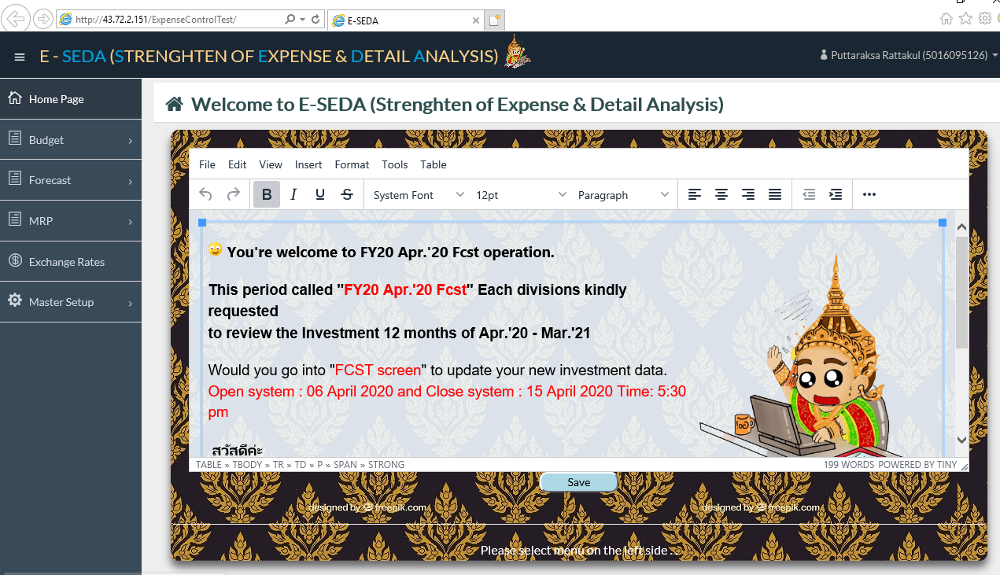 http://43.72.2.151/ExpenseControlTest/
E-SEDA
E - SEDA (STRENGHTEN OF EXPENSE & DETAIL ANALYSIS)
Puttaraksa Rattakul (5016095126)
Home Page
Budget
Forecast
MRP
Exchange Rates
Master Setup
Welcome to E-SEDA (Strenghten of Expense & Detail Analysis)
File Edit View Insert Format Tools Table
B I U S System Font 12pt Paragraph
You're welcome to FY20 Apr.'20 Fcst operation.
This period called "FY20 Apr.'20 Fcst" Each divisions kindly
requested
to review the Investment 12 months of Apr.'20 - Mar.'21
Would you go into "FCST screen" to update your new investment data.
Open system : 06 April 2020 and Close system : 15 April 2020 Time: 5:30
pm
สวัสดีค่ะ
TABLE » TBODY » TR » TD » P » SPAN » STRONG
199 WORDS POWERED BY TINY
Save
designed by freepik.com
designed by freepik.com
Please select menu on the left side ...